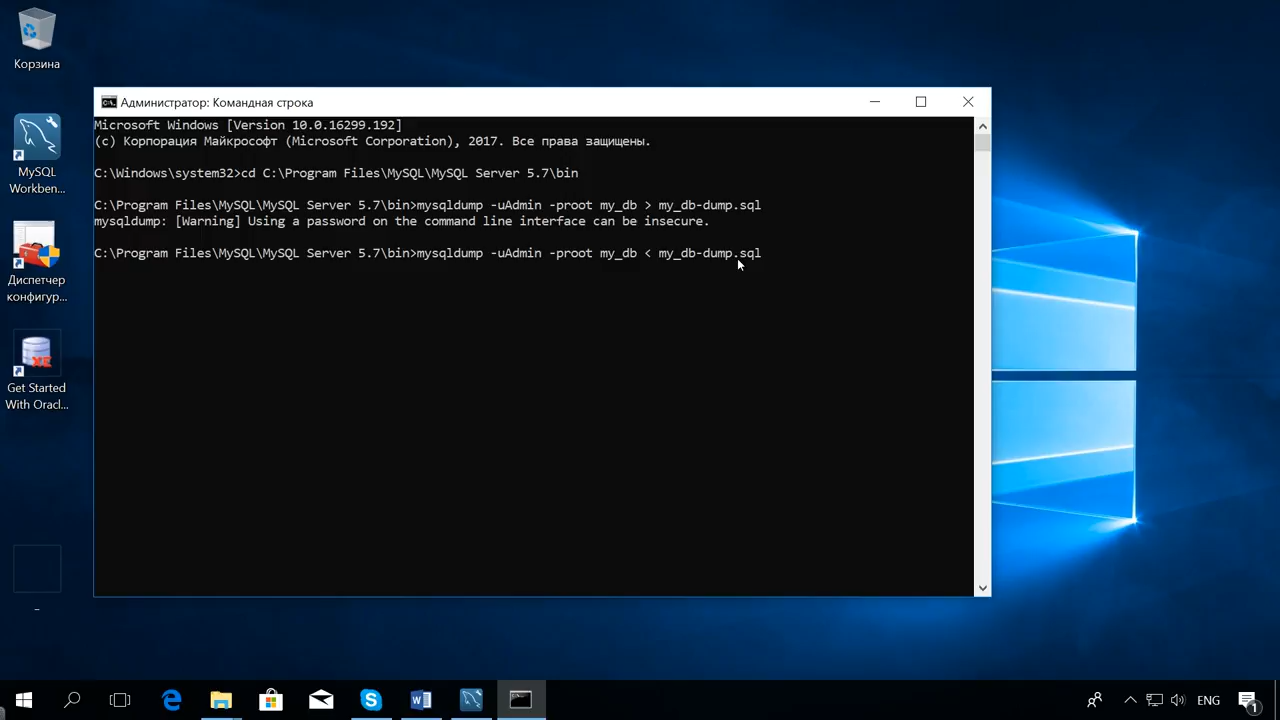 Корзина
MySQL
Workben...
Диспетчер
конфигур...
Get Started
With Oracl...
Администратор: Командная строка
Microsoft Windows [Version 10.0.16299.192]
(c) Корпорация Майкрософт (Microsoft Corporation), 2017. Все права защищены.
C:\Windows\system32>cd C:\Program Files\MySQL\MySQL Server 5.7\bin
C:\Program Files\MySQL\MySQL Server 5.7\bin>mysqldump -uAdmin -proot my_db > my_db-dump.sql
mysqldump: [Warning] Using a password on the command line interface can be insecure.
C:\Program Files\MySQL\MySQL Server 5.7\bin>mysqldump -uAdmin -proot my_db < my_db-dump.sql
ENG
1